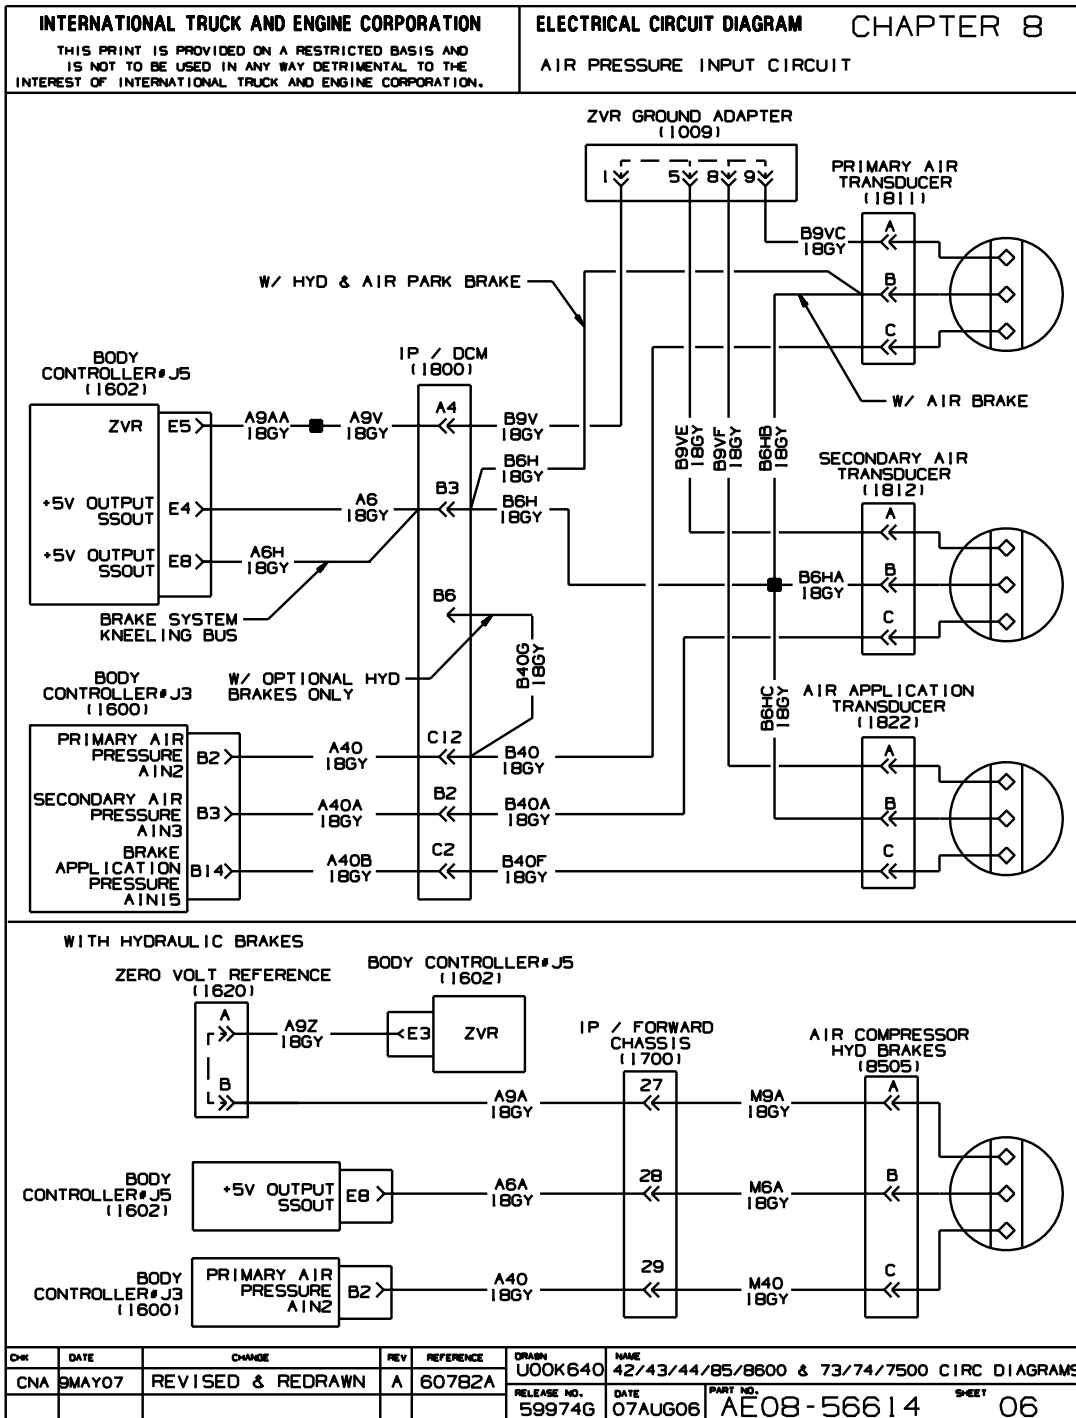 INTERNATIONAL TRUCK AND ENGINE CORPORATION
THIS PRINT IS PROVIDED ON A RESTRICTED BASIS AND
IS NOT TO BE USED IN ANY WAY DETRIMENTAL TO THE
INTEREST OF INTERNATIONAL TRUCK AND ENGINE CORPORATION.
ELECTRICAL CIRCUIT DIAGRAM CHAPTER 8
AIR PRESSURE INPUT CIRCUIT
ZVR GROUND ADAPTER
(1009)
1 5 8 9
PRIMARY AIR
TRANSDUCER
(1811)
A
B
C
B9VC
18GY
W/ HYD & AIR PARK BRAKE
W/ AIR BRAKE
BODY
CONTROLLER#J5
(1602)
IP / DCM
(1800)
ZVR E5
A9AA
18GY
A9V
18GY
A4
B9V
18GY
B6H
18GY
+5V OUTPUT
SSOUT
E4
A6
18GY
B3
B6H
18GY
+5V OUTPUT
SSOUT
E8
A6H
18GY
B9VE
18GY
B9VF
18GY
B6HB
18GY
SECONDARY AIR
TRANSDUCER
(1812)
A
B
C
B6HA
18GY
B6
BRAKE SYSTEM
KNEELING BUS
W/ OPTIONAL HYD
BRAKES ONLY
B40G
18GY
B6HC
18GY
AIR APPLICATION
TRANSDUCER
(1822)
A
B
C
BODY
CONTROLLER#J3
(1600)
PRIMARY AIR
PRESSURE
AIN2
B2
A40
18GY
C12
B40
18GY
SECONDARY AIR
PRESSURE
AIN3
B3
A40A
18GY
B2
B40A
18GY
BRAKE
APPLICATION
PRESSURE
AIN15
B14
A40B
18GY
C2
B40F
18GY
WITH HYDRAULIC BRAKES
ZERO VOLT REFERENCE
(1620)
A
B
A9Z
18GY
BODY CONTROLLER#J5
(1602)
E3 ZVR
IP / FORWARD
CHASSIS
(1700)
AIR COMPRESSOR
HYD BRAKES
(8505)
A9A
18GY
27
M9A
18GY
A
BODY
CONTROLLER#J5
(1602)
+5V OUTPUT
SSOUT
E8
A6A
18GY
28
M6A
18GY
B
BODY
CONTROLLER#J3
(1600)
PRIMARY AIR
PRESSURE
AIN2
B2
A40
18GY
29
M40
18GY
C
CHK DATE CHANGE REV REFERENCE
CNA 9MAY07 REVISED & REDRAWN A 60782A
DRAWN
U00K640
NAME
42/43/44/85/8600 & 73/74/7500 CIRC DIAGRAMS
RELEASE NO.
59974G
DATE
07AUG06
PART NO.
AE08-56614
SHEET
06